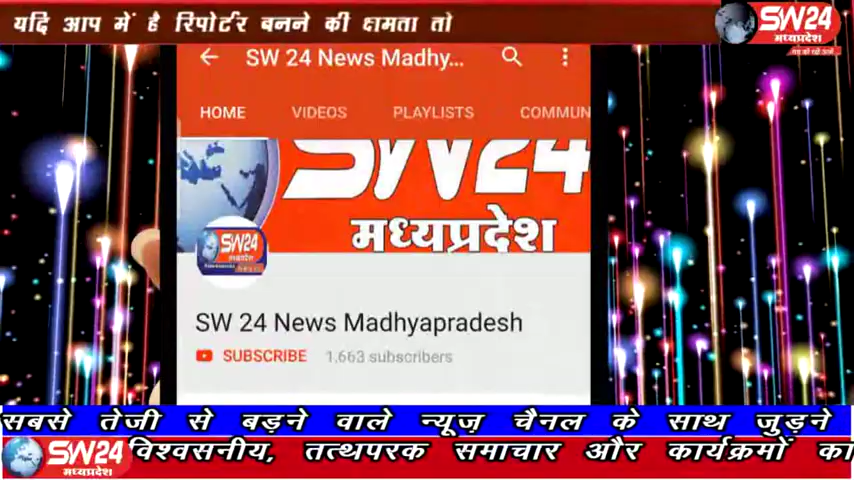 यदि आप में है रिपोर्टर बनने की क्षमता तो
SW24
मध्यप्रदेश
SW 24 News Madhy...
HOME VIDEOS PLAYLISTS COMMUN
SW24
मध्यप्रदेश
SW24
मध्यप्रदेश
SW 24 News Madhyapradesh
SUBSCRIBE 1,663 subscribers
सबसे तेजी से बड़ने वाले न्यूज़ चैनल के साथ जुड़ने
SW24
मध्यप्रदेश
विश्वसनीय, तत्थपरक समाचार और कार्यक्रमों का